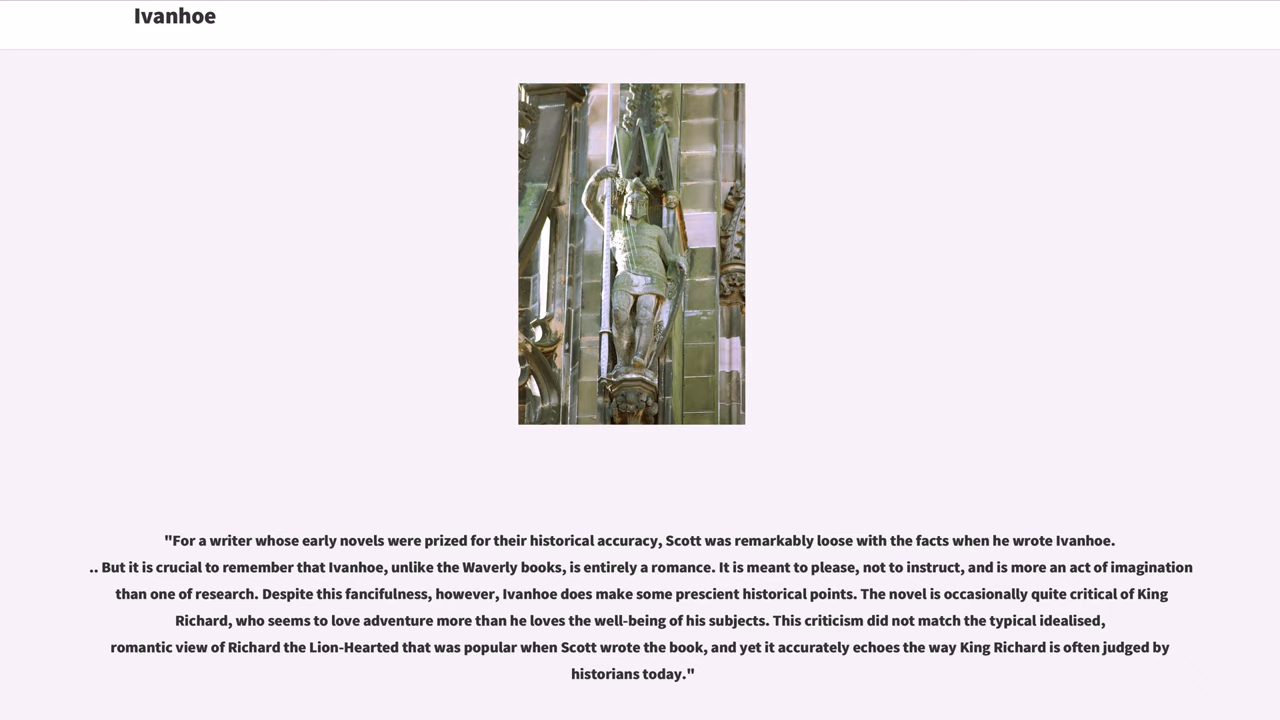 Ivanhoe
"For a writer whose early novels were prized for their historical accuracy, Scott was remarkably loose with the facts when he wrote Ivanhoe.
.. But it is crucial to remember that Ivanhoe, unlike the Waverly books, is entirely a romance. It is meant to please, not to instruct, and is more an act of imagination
than one of research. Despite this fancifulness, however, Ivanhoe does make some prescient historical points. The novel is occasionally quite critical of King
Richard, who seems to love adventure more than he loves the well-being of his subjects. This criticism did not match the typical idealised,
romantic view of Richard the Lion-Hearted that was popular when Scott wrote the book, and yet it accurately echoes the way King Richard is often judged by
historians today."